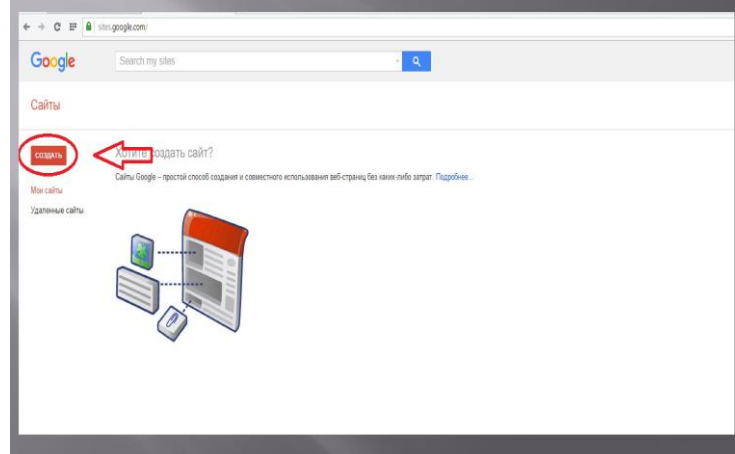 sites.google.com/
Google
Search my sites
Сайты
СОЗДАТЬ
Хотите создать сайт?
Сайты Google – простой способ создания и совместного использования веб-страниц без каких-либо затрат. Подробнее...
Мои сайты
Удаленные сайты